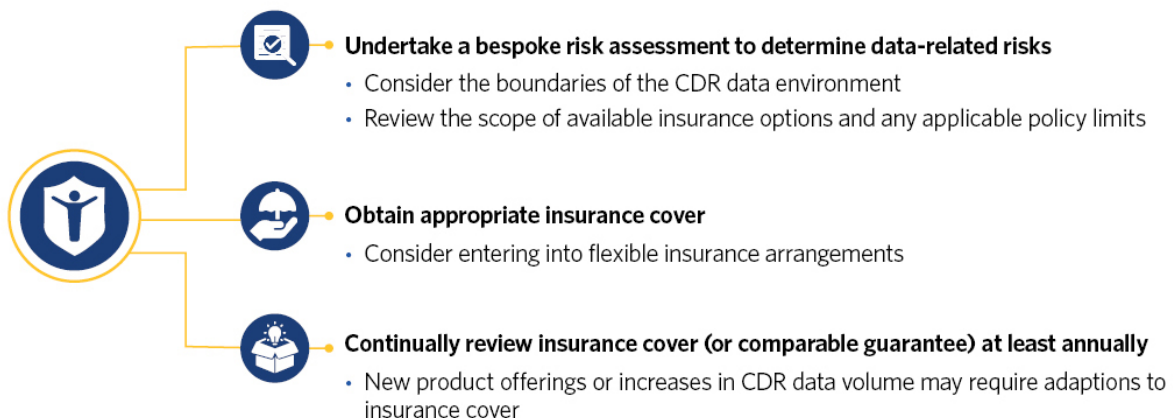 Undertake a bespoke risk assessment to determine data-related risks
• Consider the boundaries of the CDR data environment
• Review the scope of available insurance options and any applicable policy limits
Obtain appropriate insurance cover
• Consider entering into flexible insurance arrangements
Continually review insurance cover (or comparable guarantee) at least annually
• New product offerings or increases in CDR data volume may require adaptions to
insurance cover